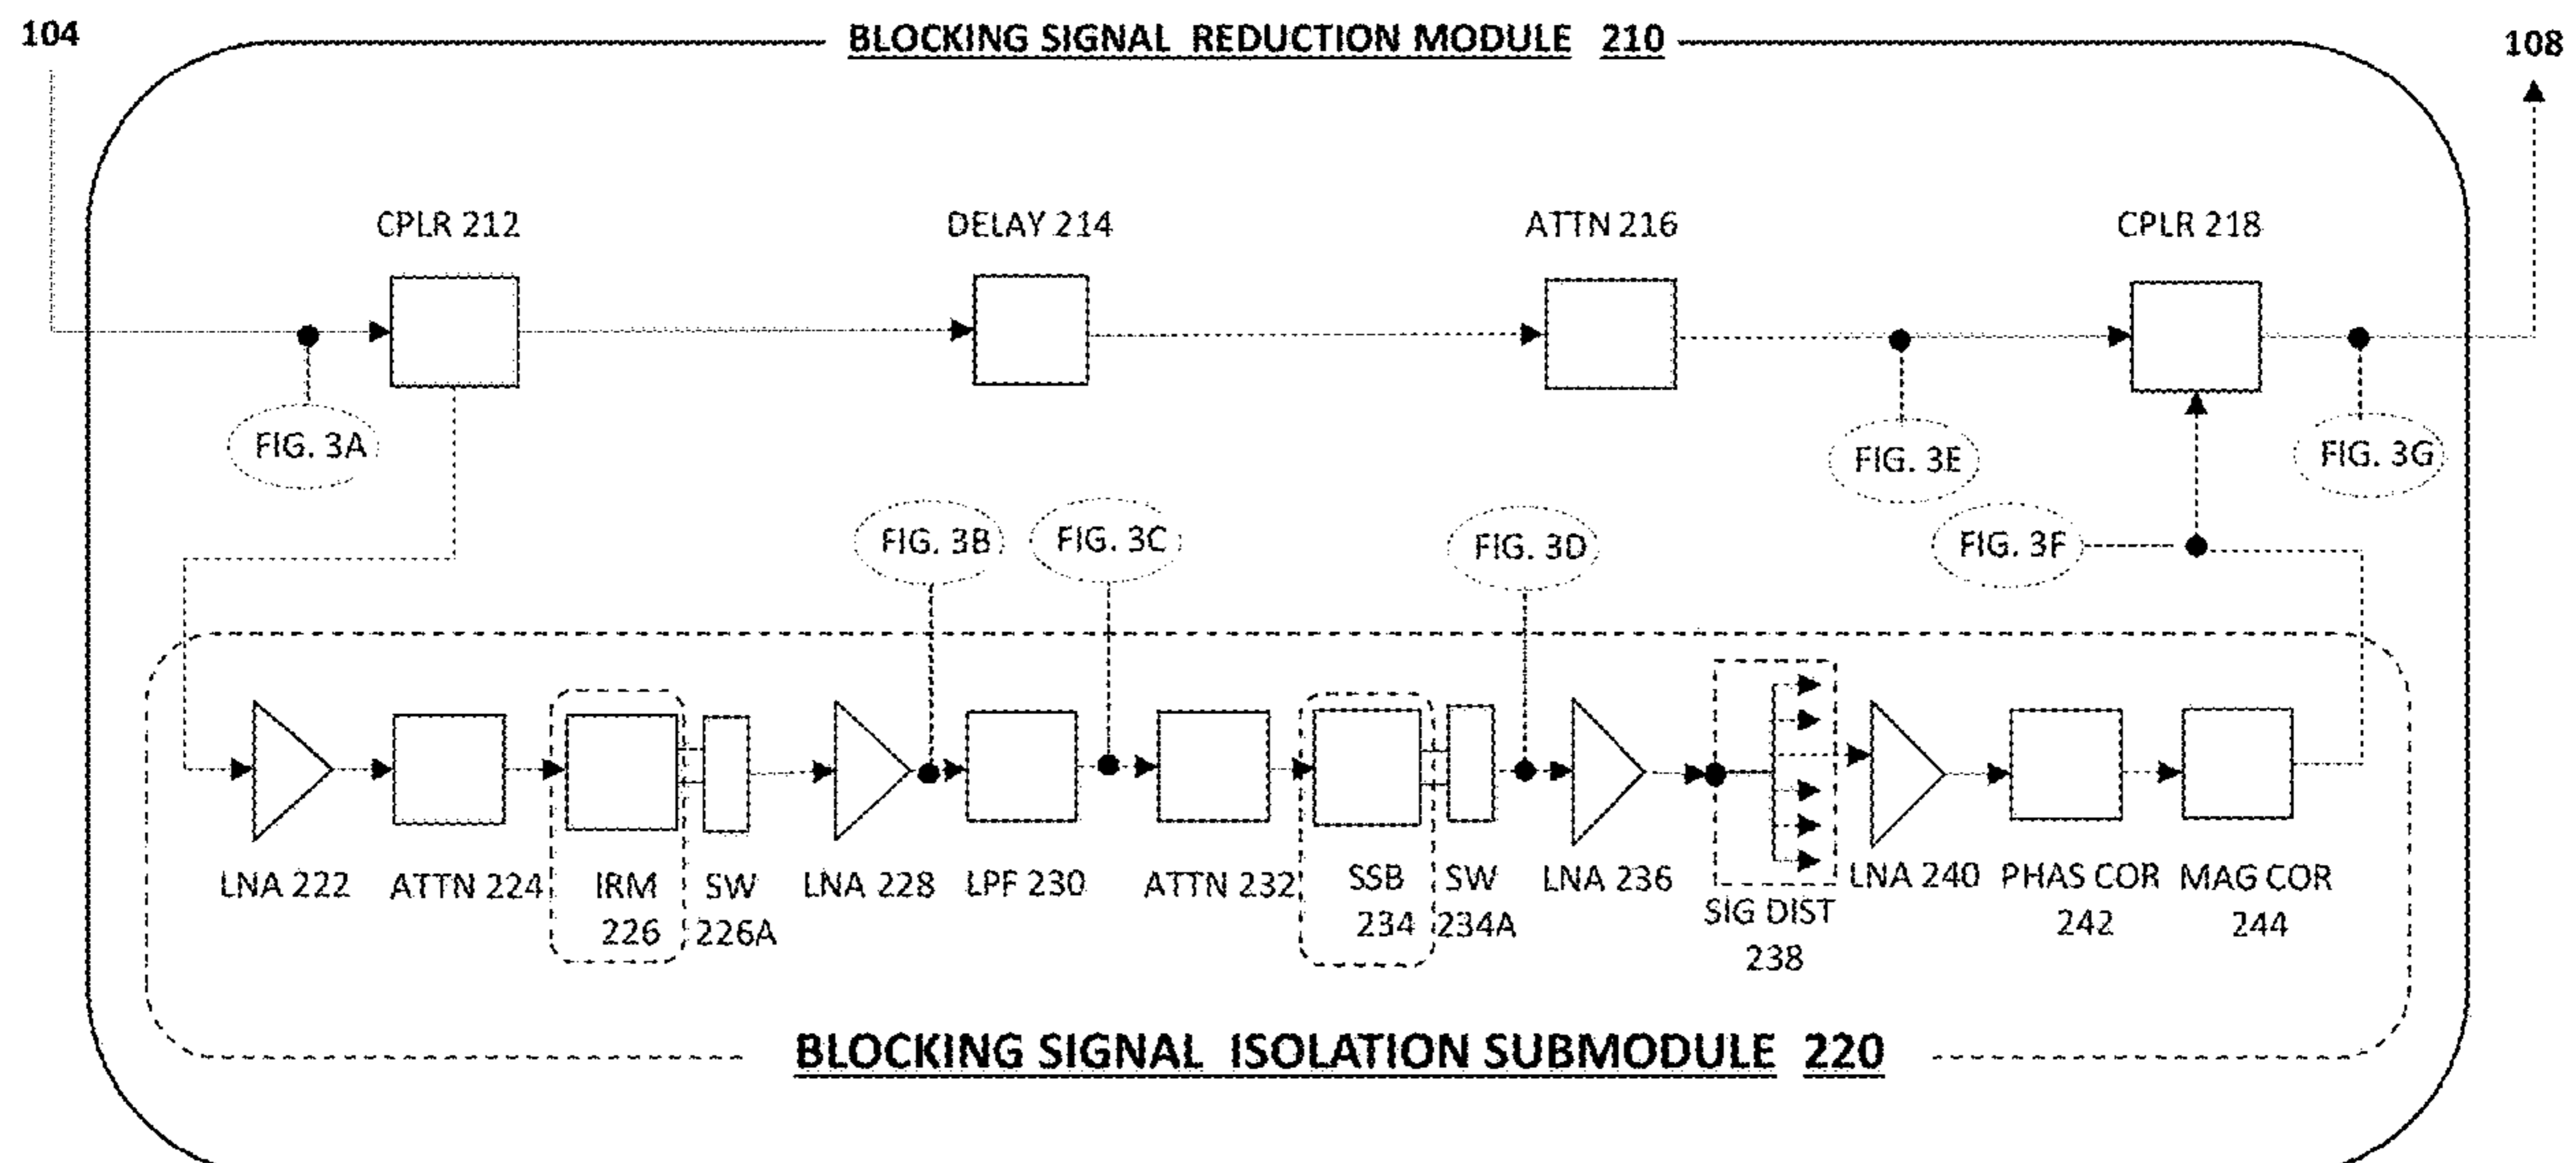 104
BLOCKING SIGNAL REDUCTION MODULE 210
108
CPLR 212
DELAY 214
ATTN 216
CPLR 218
FIG. 3A
FIG. 3E
FIG. 3G
FIG. 3B
FIG. 3C
FIG. 3D
FIG. 3F
LNA 222
ATTN 224
IRM
226
SW
226A
LNA 228
LPF 230
ATTN 232
SSB
234
SW
234A
LNA 236
SIG DIST
238
LNA 240
PHAS COR
242
MAG COR
244
BLOCKING SIGNAL ISOLATION SUBMODULE 220